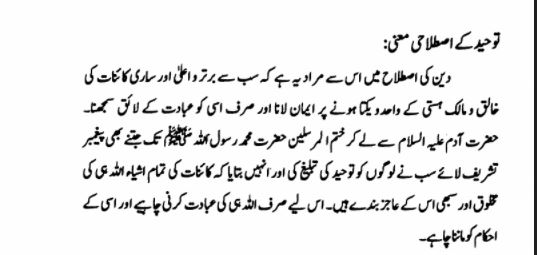 توحید کے اصطلاحی معنی:
دین کی اصطلاح میں اس سے مراد یہ ہے کہ سب سے برتر و اعلیٰ اور ساری کائنات کی
خالق و مالک ہستی کے واحد و یکتا ہونے پر ایمان لانا اور صرف اسی کو عبادت کے لائق سمجھنا۔
حضرت آدم علیہ السلام سے لے کر ختم المرسلین حضرت محمد رسول اللہ ﷺ تک جتنے بھی پیغمبر
تشریف لائے سب نے لوگوں کو توحید کی تبلیغ کی اور انہیں بتایا کہ کائنات کی تمام اشیاء اللہ ہی کی
مخلوق اور سبھی اس کے عاجز بندے ہیں۔ اس لیے صرف اللہ ہی کی عبادت کرنی چاہیے اور اسی کے
احکام کو ماننا چاہے۔